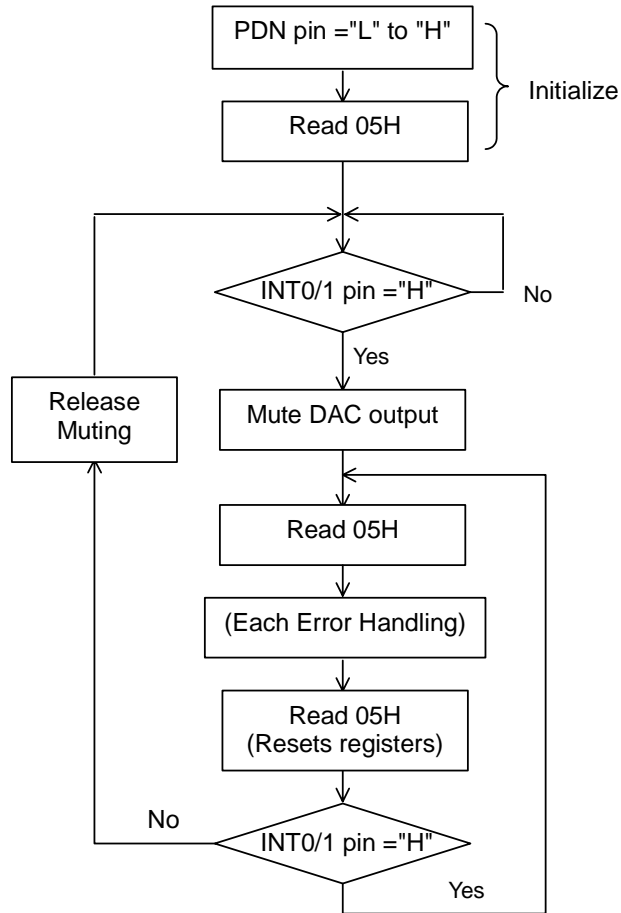 PDN pin ="L" to "H"
Initialize
Read 05H
INT0/1 pin ="H"
No
Yes
Release
Muting
Mute DAC output
Read 05H
(Each Error Handling)
Read 05H
(Resets registers)
No
INT0/1 pin ="H"
Yes